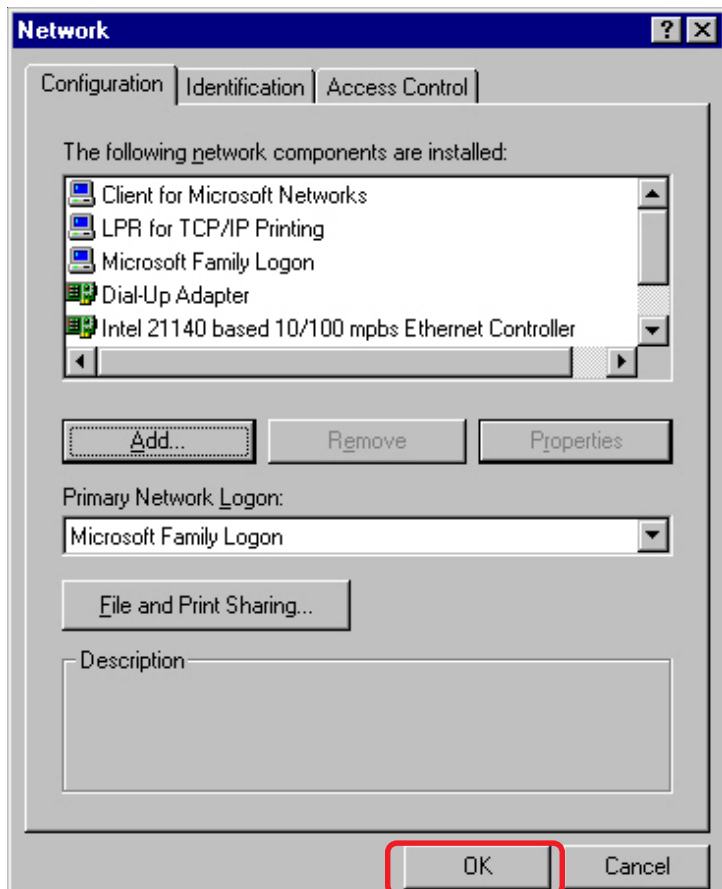 Network
Configuration Identification Access Control
The following network components are installed:
Client for Microsoft Networks
LPR for TCP/IP Printing
Microsoft Family Logon
Dial-Up Adapter
Intel 21140 based 10/100 mpbs Ethernet Controller
Add... Remove Properties
Primary Network Logon:
Microsoft Family Logon
File and Print Sharing...
Description
OK Cancel